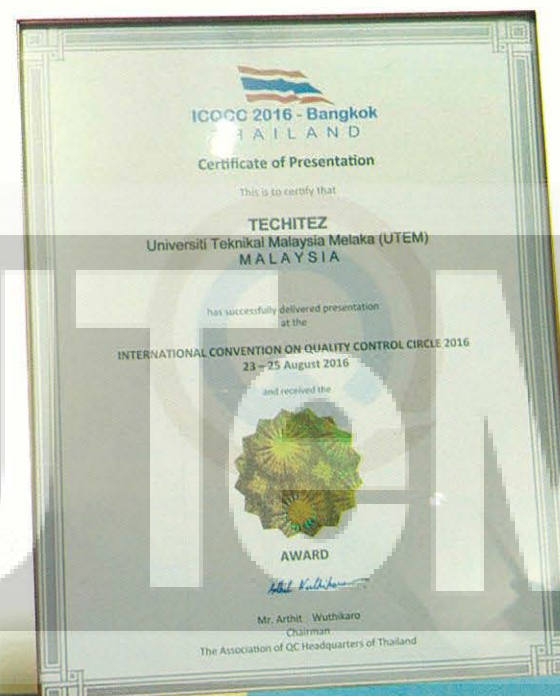 ICQCC 2016 - Bangkok
THAILAND
Certificate of Presentation
This is to certify that
TECHITEZ
Universiti Teknikal Malaysia Melaka (UTEM)
MALAYSIA
has successfully delivered presentation
at the
INTERNATIONAL CONVENTION ON QUALITY CONTROL CIRCLE 2016
23 – 25 August 2016
and received the
AWARD
Mr. Arthit Wuthikaro
Chairman
The Association of QC Headquarters of Thailand
UTeM